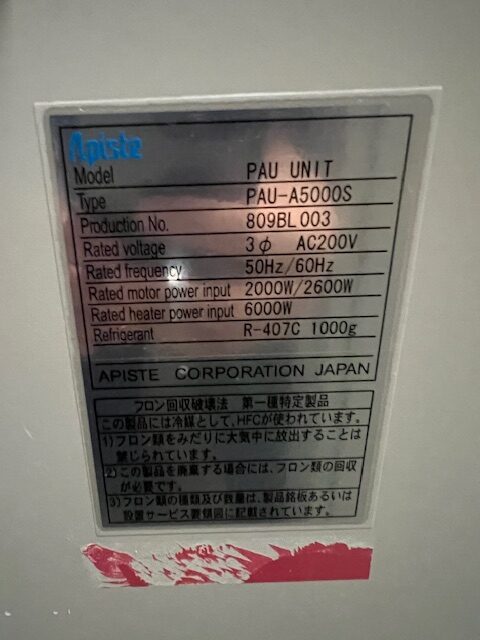 Apiste
Model PAU UNIT
Type PAU-A5000S
Production No. 809BL003
Rated voltage 3φ AC200V
Rated frequency 50Hz/60Hz
Rated motor power input 2000W/2600W
Rated heater power input 6000W
Refrigerant R-407C 1000g
APISTE CORPORATION JAPAN
フロン回収破壊法 第一種特定製品
この製品には冷媒として、HFCが使われています。
1)フロン類をみだりに大気中に放出することは
禁じられています。
2)この製品を廃棄する場合には、フロン類の回収
が必要です。
3)フロン類の種類及び数量は、製品銘板あるいは
設置サービス要領図に記載されています。